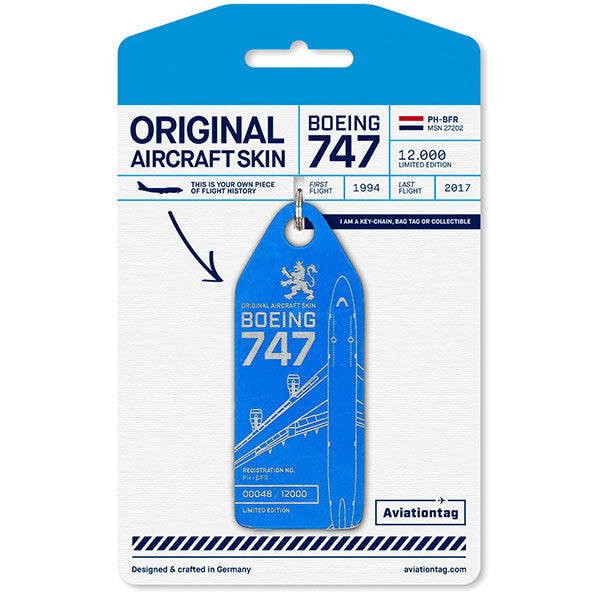 ORIGINAL
AIRCRAFT SKIN
BOEING
747
PH-BFR
MSN 27202
12.000
LIMITED EDITION
THIS IS YOUR OWN PIECE
OF FLIGHT HISTORY
FIRST
FLIGHT
1994
LAST
FLIGHT
2017
I AM A KEY-CHAIN, BAG TAG OR COLLECTIBLE
ORIGINAL AIRCRAFT SKIN
BOEING
747
REGISTRATION NO.
PH-BFR
00048 / 12000
LIMITED EDITION
Aviationtag
Designed & crafted in Germany
aviationtag.com